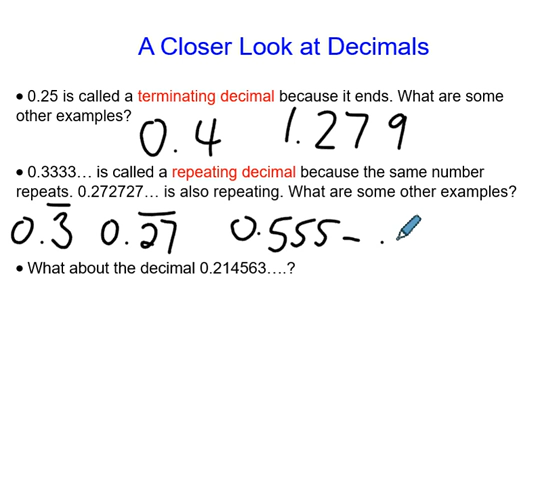 A Closer Look at Decimals
• 0.25 is called a terminating decimal because it ends. What are some
other examples?
0.4 1.279
• 0.3333... is called a repeating decimal because the same number
repeats. 0.272727... is also repeating. What are some other examples?
0.3̅ 0.2̅7̅ 0.555- .
• What about the decimal 0.214563....?